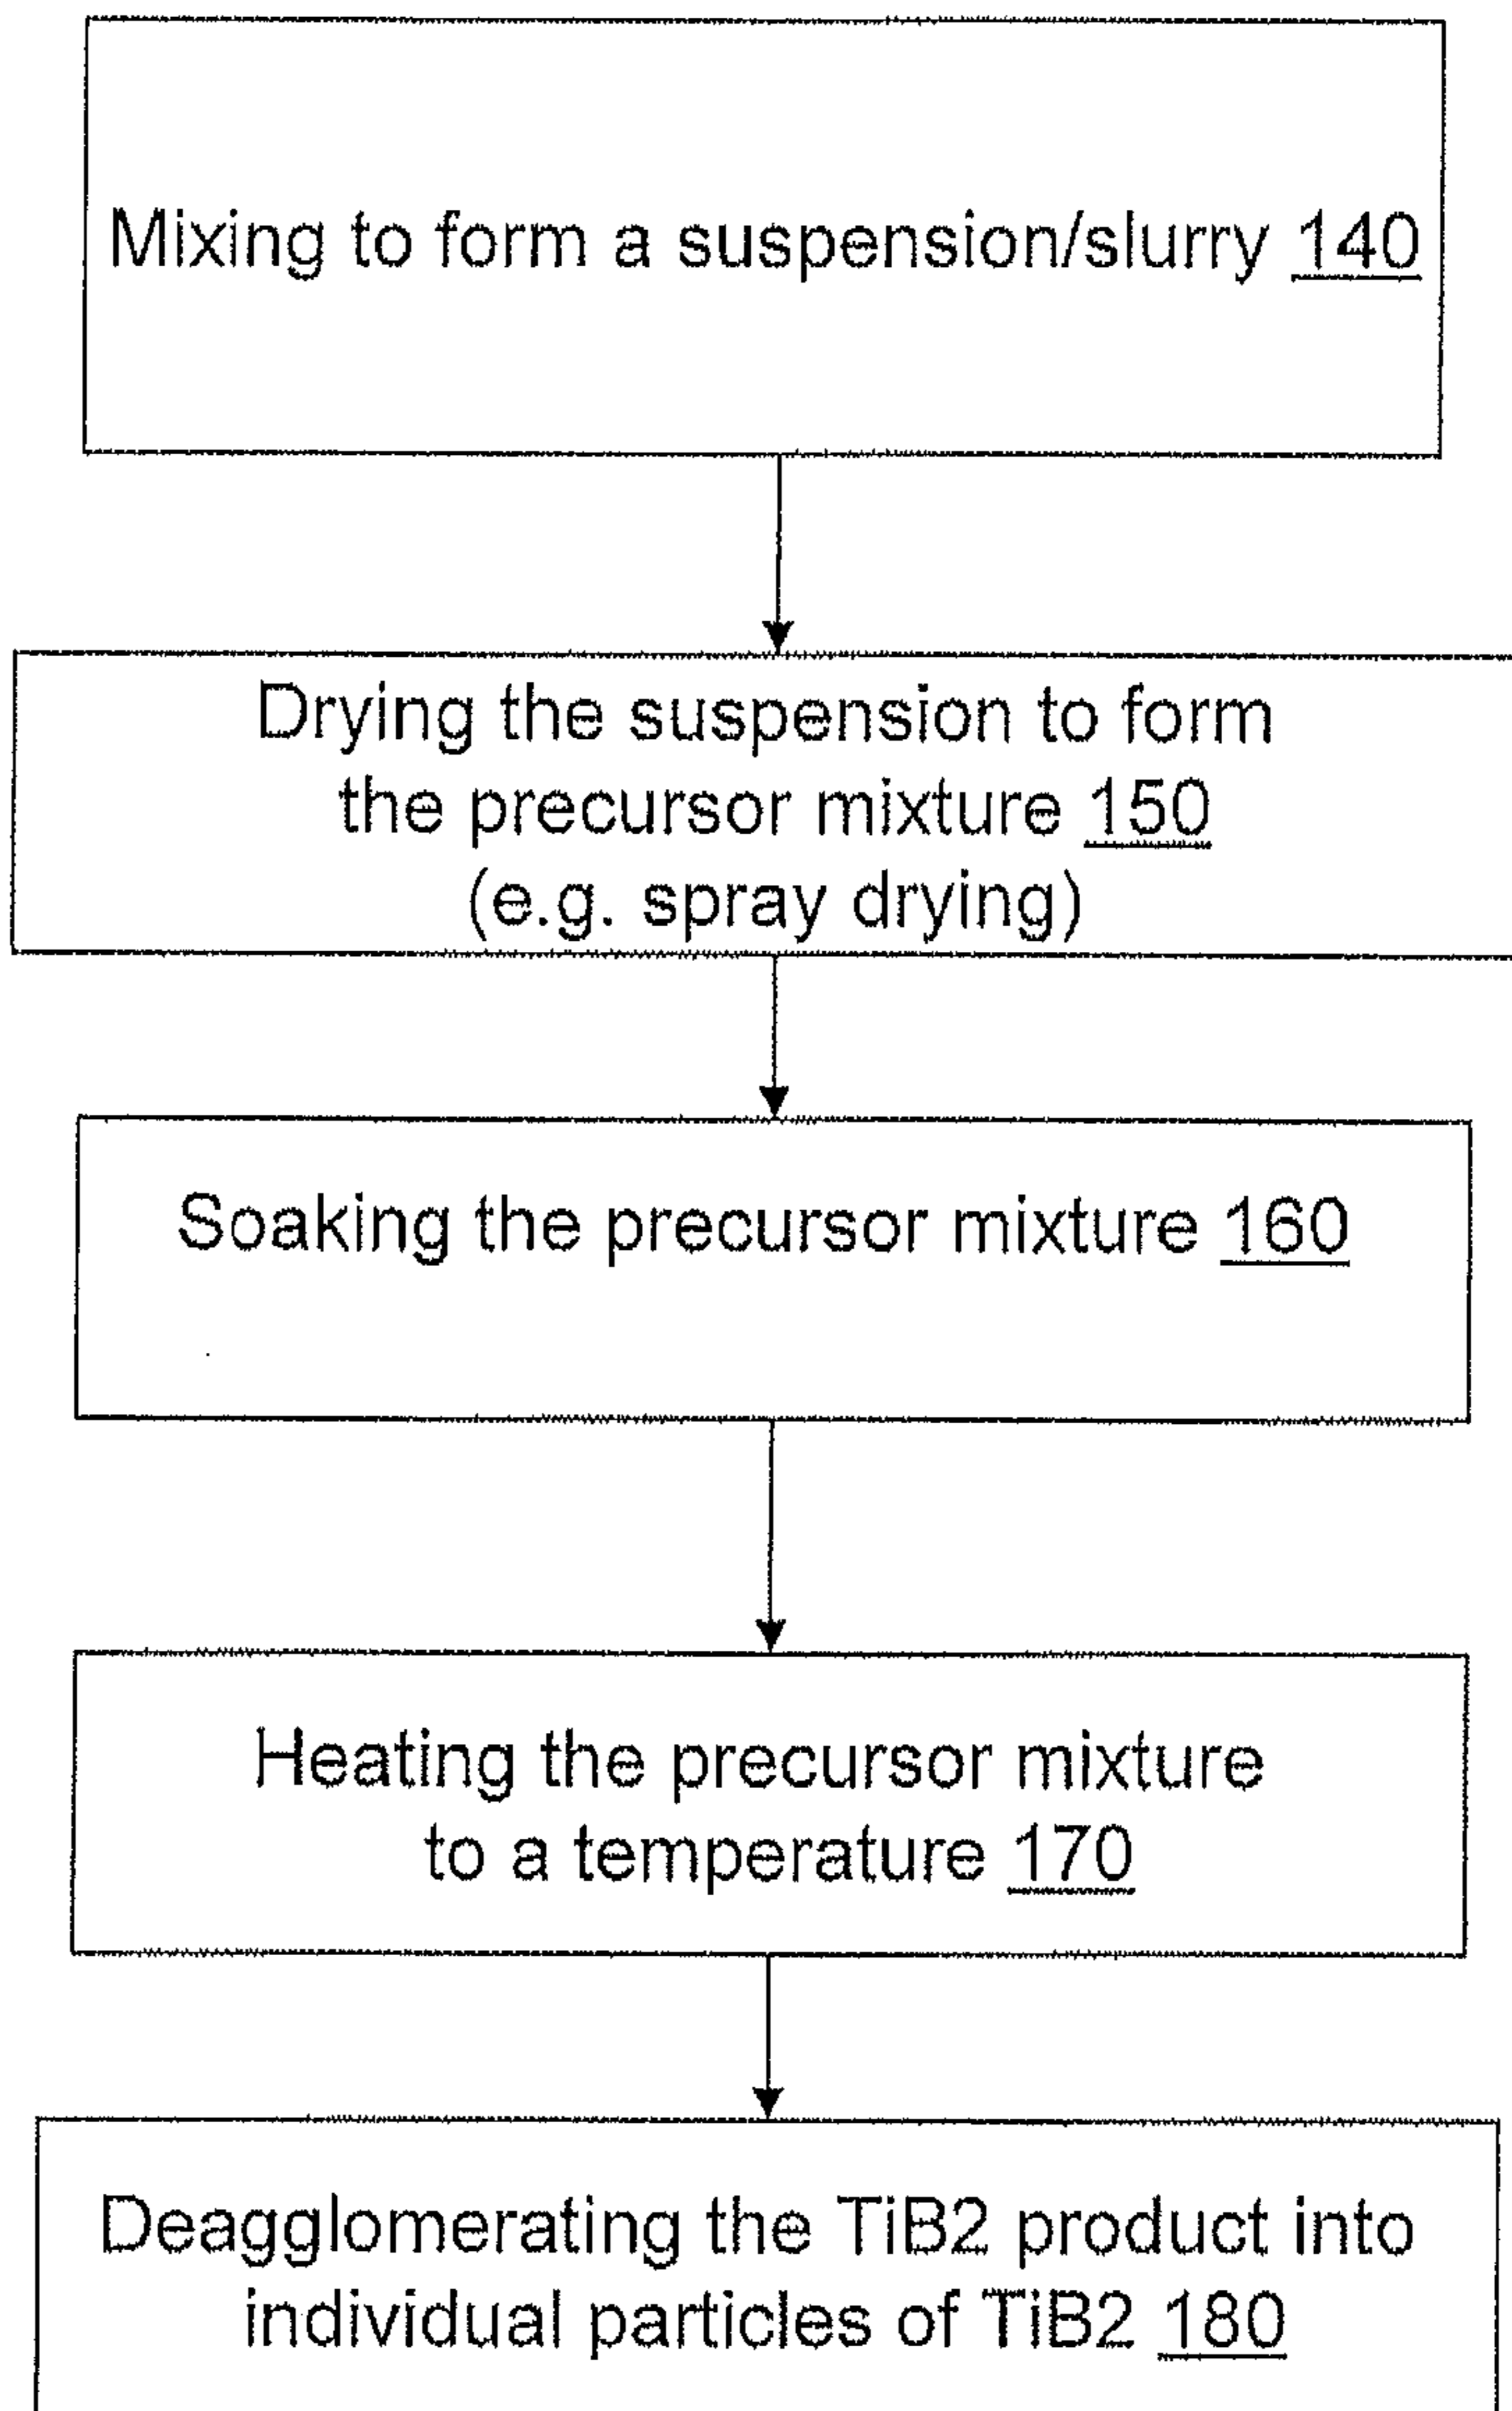 Mixing to form a suspension/slurry 140
Drying the suspension to form
the precursor mixture 150
(e.g. spray drying)
Soaking the precursor mixture 160
Heating the precursor mixture
to a temperature 170
Deagglomerating the TiB2 product into
individual particles of TiB2 180